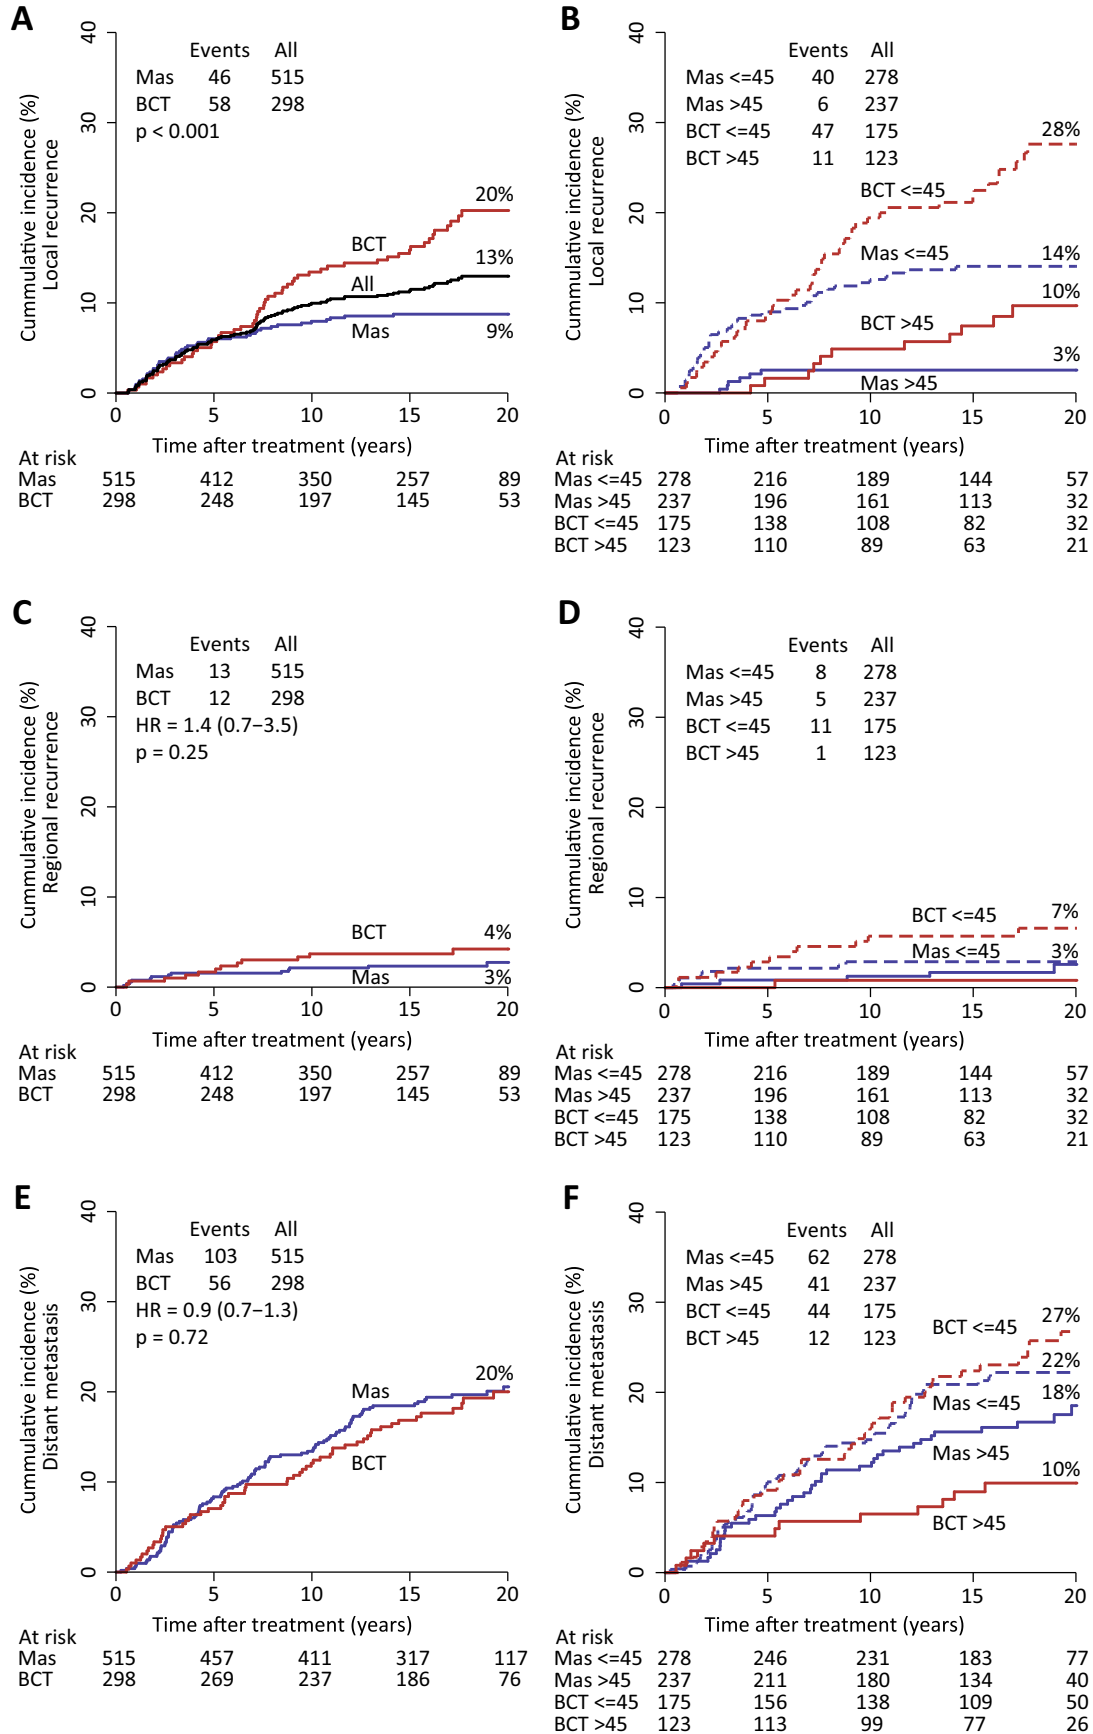 A
Cummulative incidence (%)
Local recurrence
40
30
20
10
0
Events All
Mas 46 515
BCT 58 298
p < 0.001
20%
BCT
13%
All
Mas
9%
0 5 10 15 20
Time after treatment (years)
At risk
Mas 515 412 350 257 89
BCT 298 248 197 145 53
B
Cummulative incidence (%)
Local recurrence
40
30
20
10
0
Events All
Mas <=45 40 278
Mas >45 6 237
BCT <=45 47 175
BCT >45 11 123
28%
BCT <=45
Mas <=45
14%
10%
BCT >45
3%
Mas >45
0 5 10 15 20
Time after treatment (years)
At risk
Mas <=45 278 216 189 144 57
Mas >45 237 196 161 113 32
BCT <=45 175 138 108 82 32
BCT >45 123 110 89 63 21
C
Cummulative incidence (%)
Regional recurrence
40
30
20
10
0
Events All
Mas 13 515
BCT 12 298
HR = 1.4 (0.7–3.5)
p = 0.25
BCT
4%
Mas
3%
0 5 10 15 20
Time after treatment (years)
At risk
Mas 515 412 350 257 89
BCT 298 248 197 145 53
D
Cummulative incidence (%)
Regional recurrence
40
30
20
10
0
Events All
Mas <=45 8 278
Mas >45 5 237
BCT <=45 11 175
BCT >45 1 123
BCT <=45
7%
Mas <=45
3%
0 5 10 15 20
Time after treatment (years)
At risk
Mas <=45 278 216 189 144 57
Mas >45 237 196 161 113 32
BCT <=45 175 138 108 82 32
BCT >45 123 110 89 63 21
E
Cummulative incidence (%)
Distant metastasis
40
30
20
10
0
Events All
Mas 103 515
BCT 56 298
HR = 0.9 (0.7–1.3)
p = 0.72
20%
Mas
BCT
0 5 10 15 20
Time after treatment (years)
At risk
Mas 515 457 411 317 117
BCT 298 269 237 186 76
F
Cummulative incidence (%)
Distant metastasis
40
30
20
10
0
Events All
Mas <=45 62 278
Mas >45 41 237
BCT <=45 44 175
BCT >45 12 123
27%
BCT <=45
22%
Mas <=45
18%
Mas >45
10%
BCT >45
0 5 10 15 20
Time after treatment (years)
At risk
Mas <=45 278 246 231 183 77
Mas >45 237 211 180 134 40
BCT <=45 175 156 138 109 50
BCT >45 123 113 99 77 26